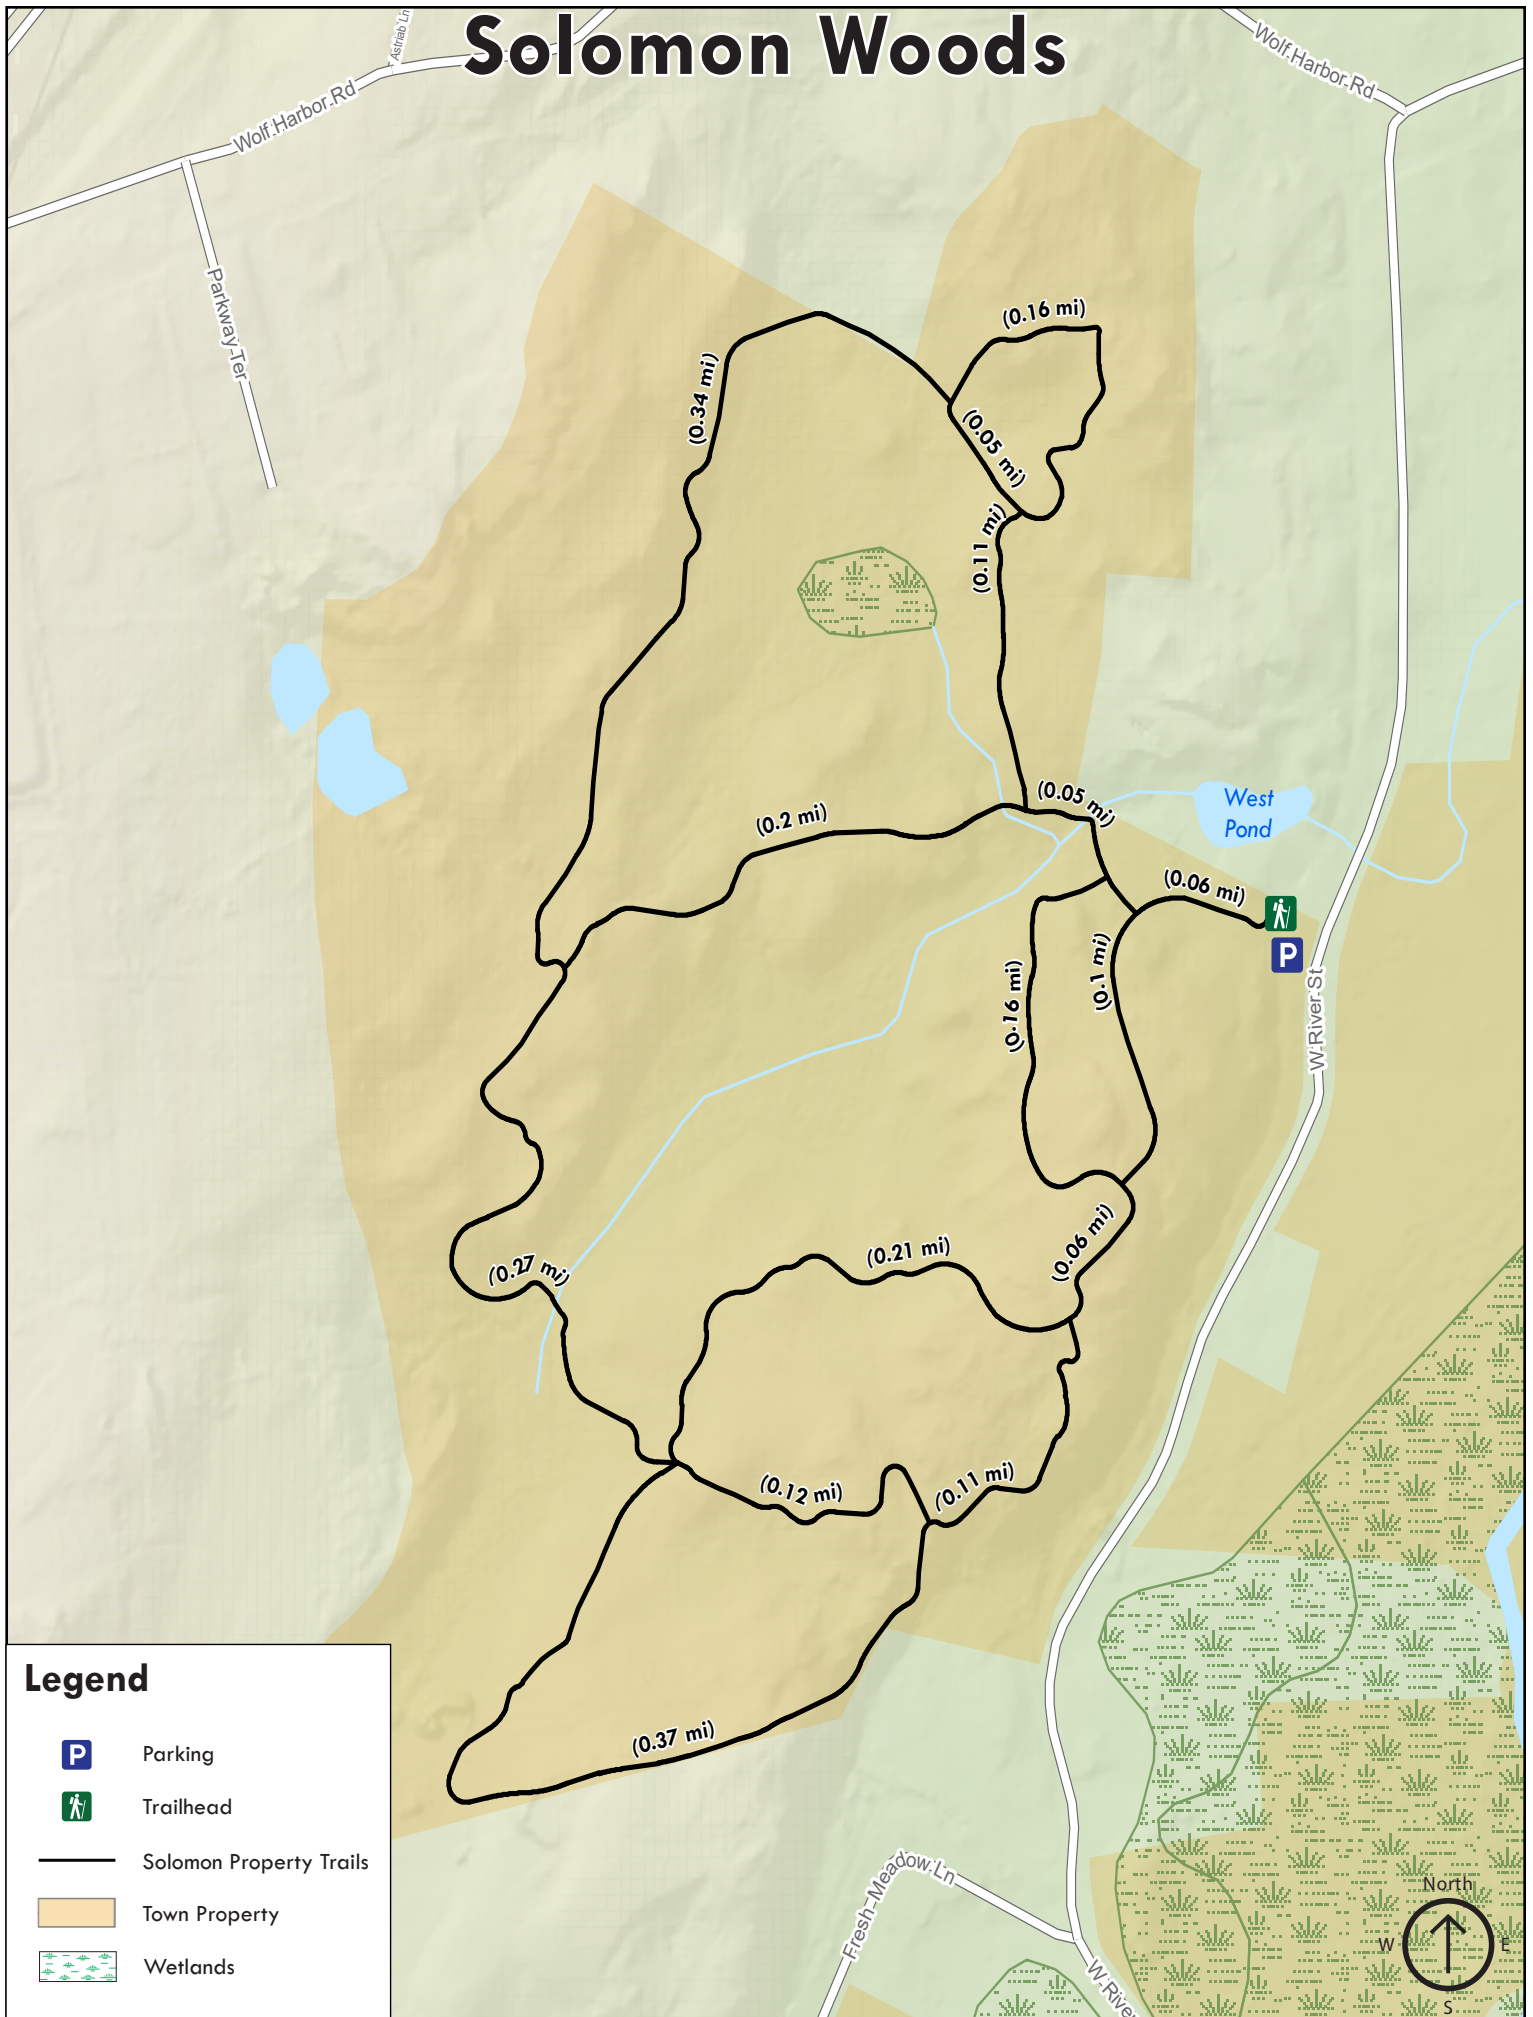 Solomon Woods
Astriab Ln
Wolf Harbor Rd
Wolf Harbor Rd
Parkway Ter
(0.16 mi)
(0.34 mi)
(0.05 mi)
(0.11 mi)
(0.05 mi)
(0.2 mi)
West
Pond
(0.06 mi)
(0.1 mi)
(0.16 mi)
P
W River St
(0.06 mi)
(0.21 mi)
(0.27 mi)
(0.12 mi)
(0.11 mi)
(0.37 mi)
Fresh Meadow Ln
W River
North
W
E
S
Legend
P Parking
Trailhead
Solomon Property Trails
Town Property
Wetlands